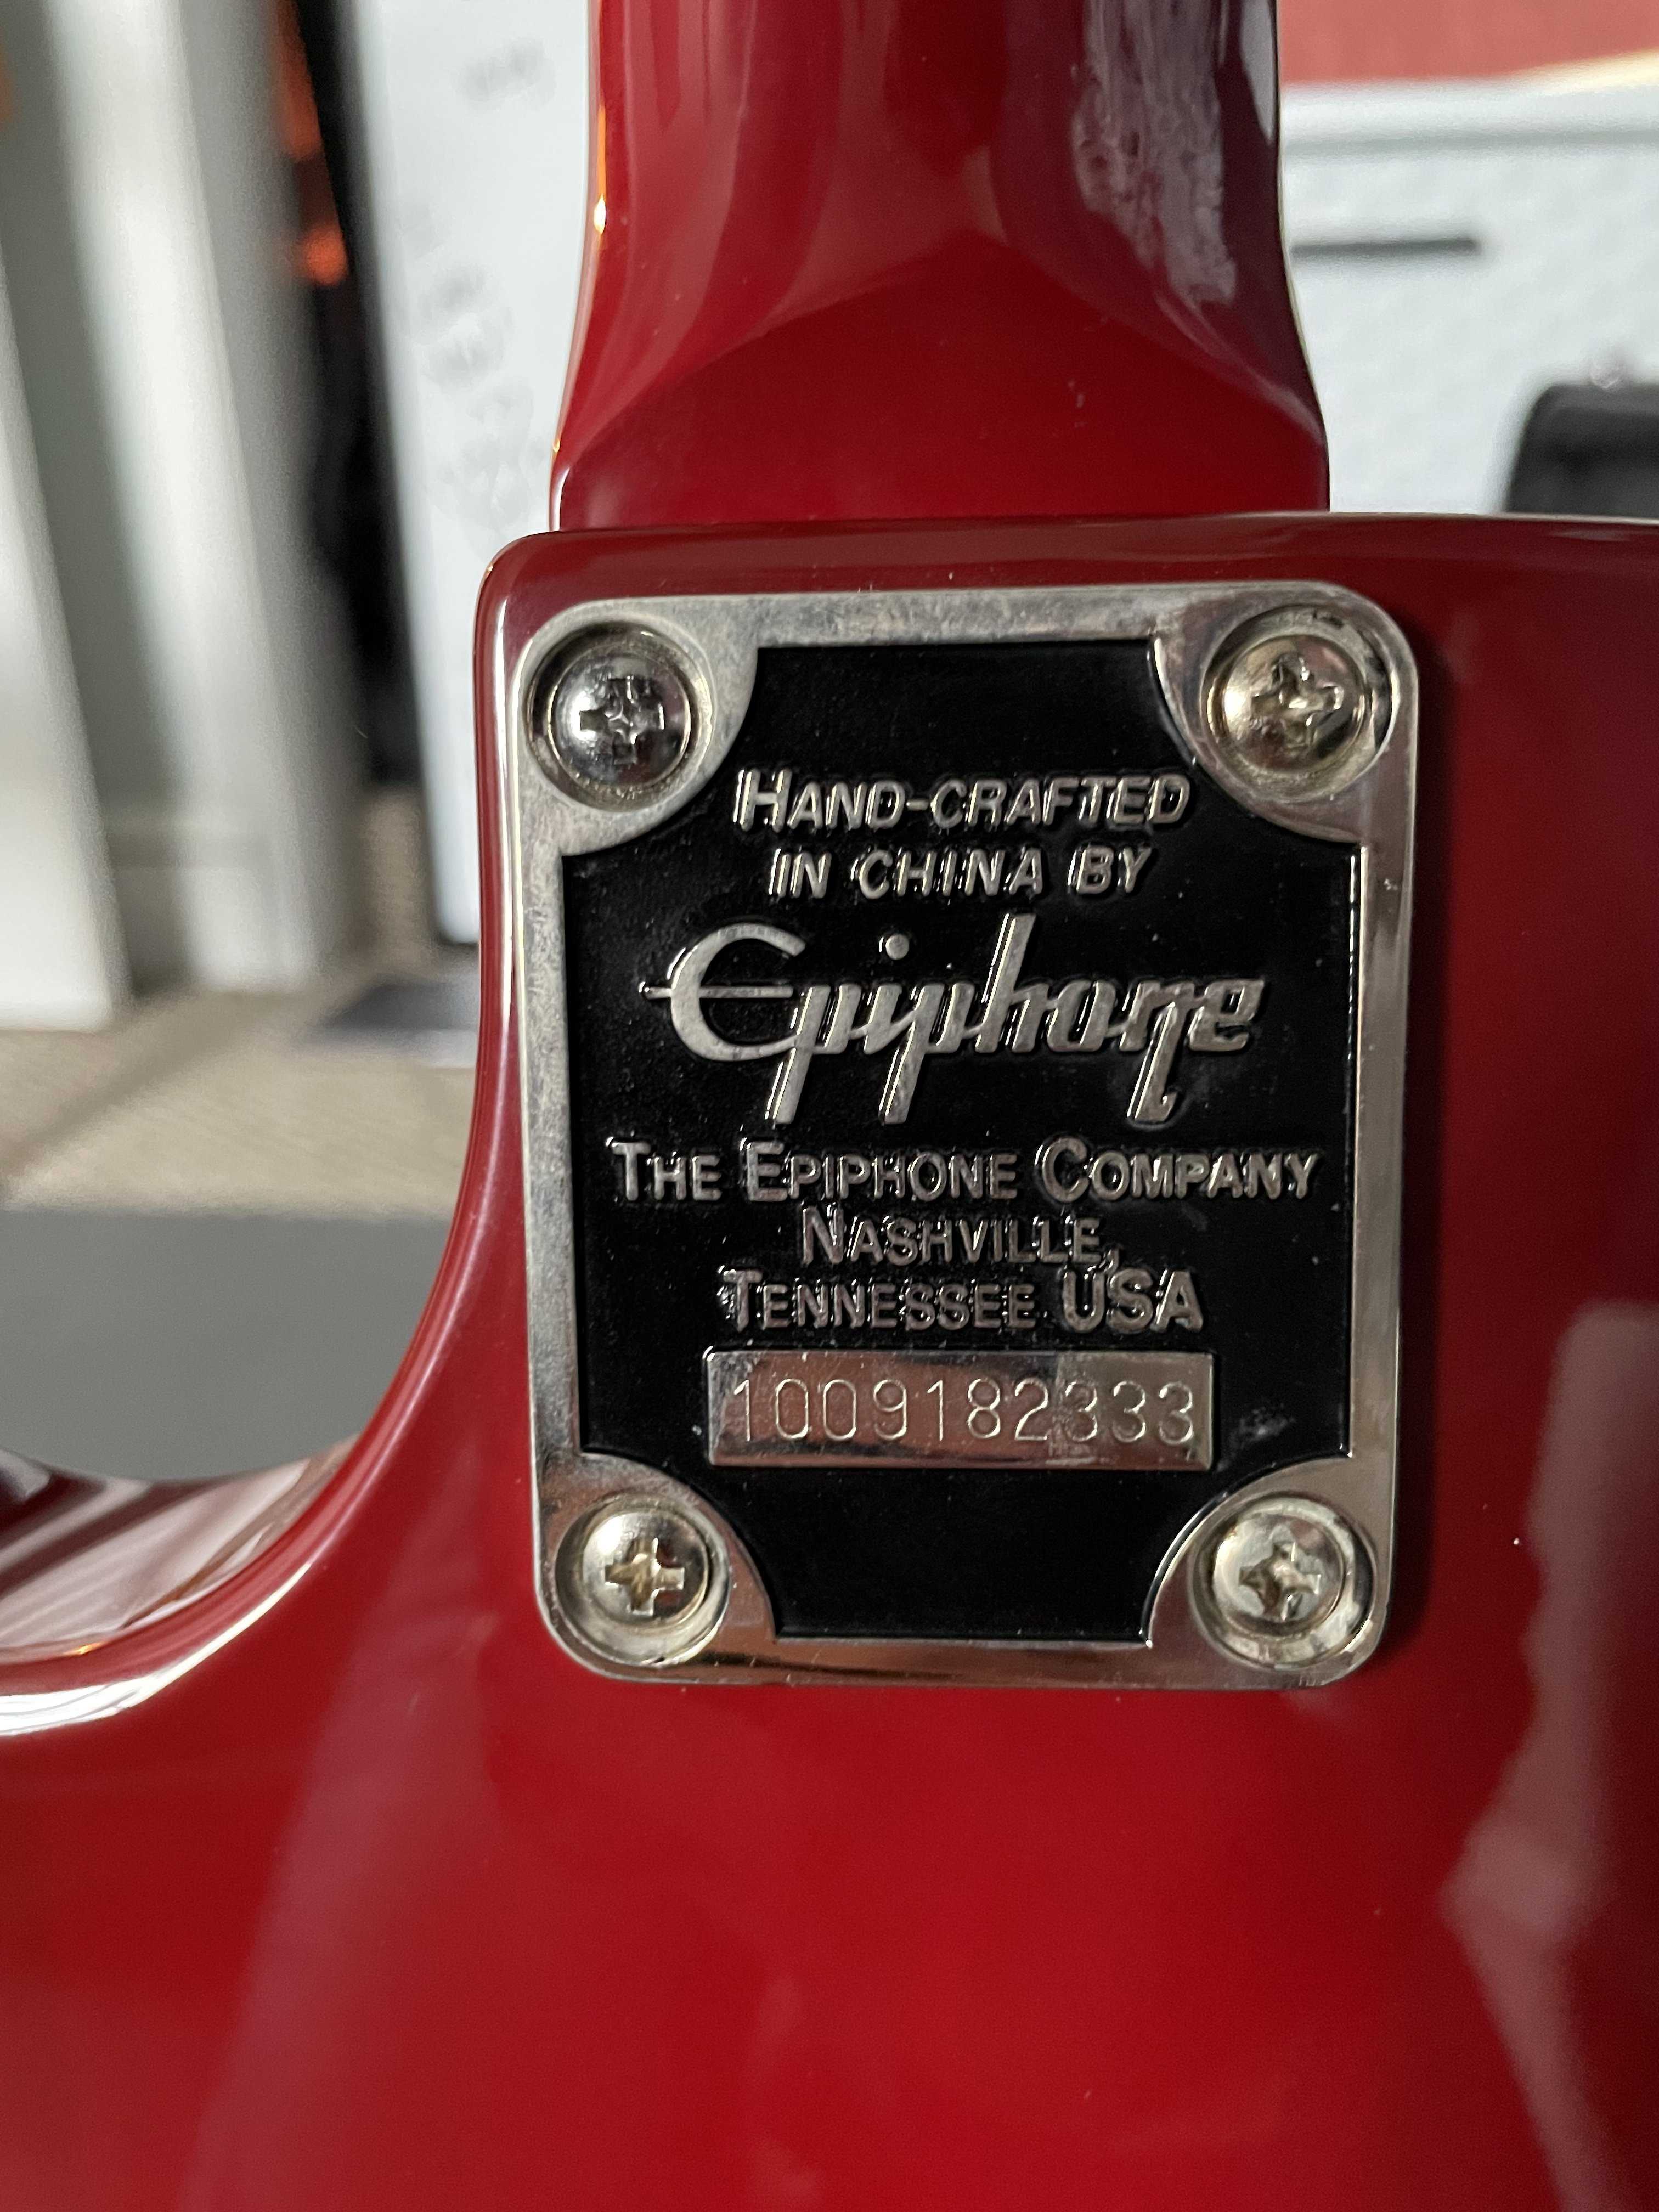 HAND-CRAFTED
IN CHINA BY
Epiphone
THE EPIPHONE COMPANY
NASHVILLE,
TENNESSEE USA
1009182333